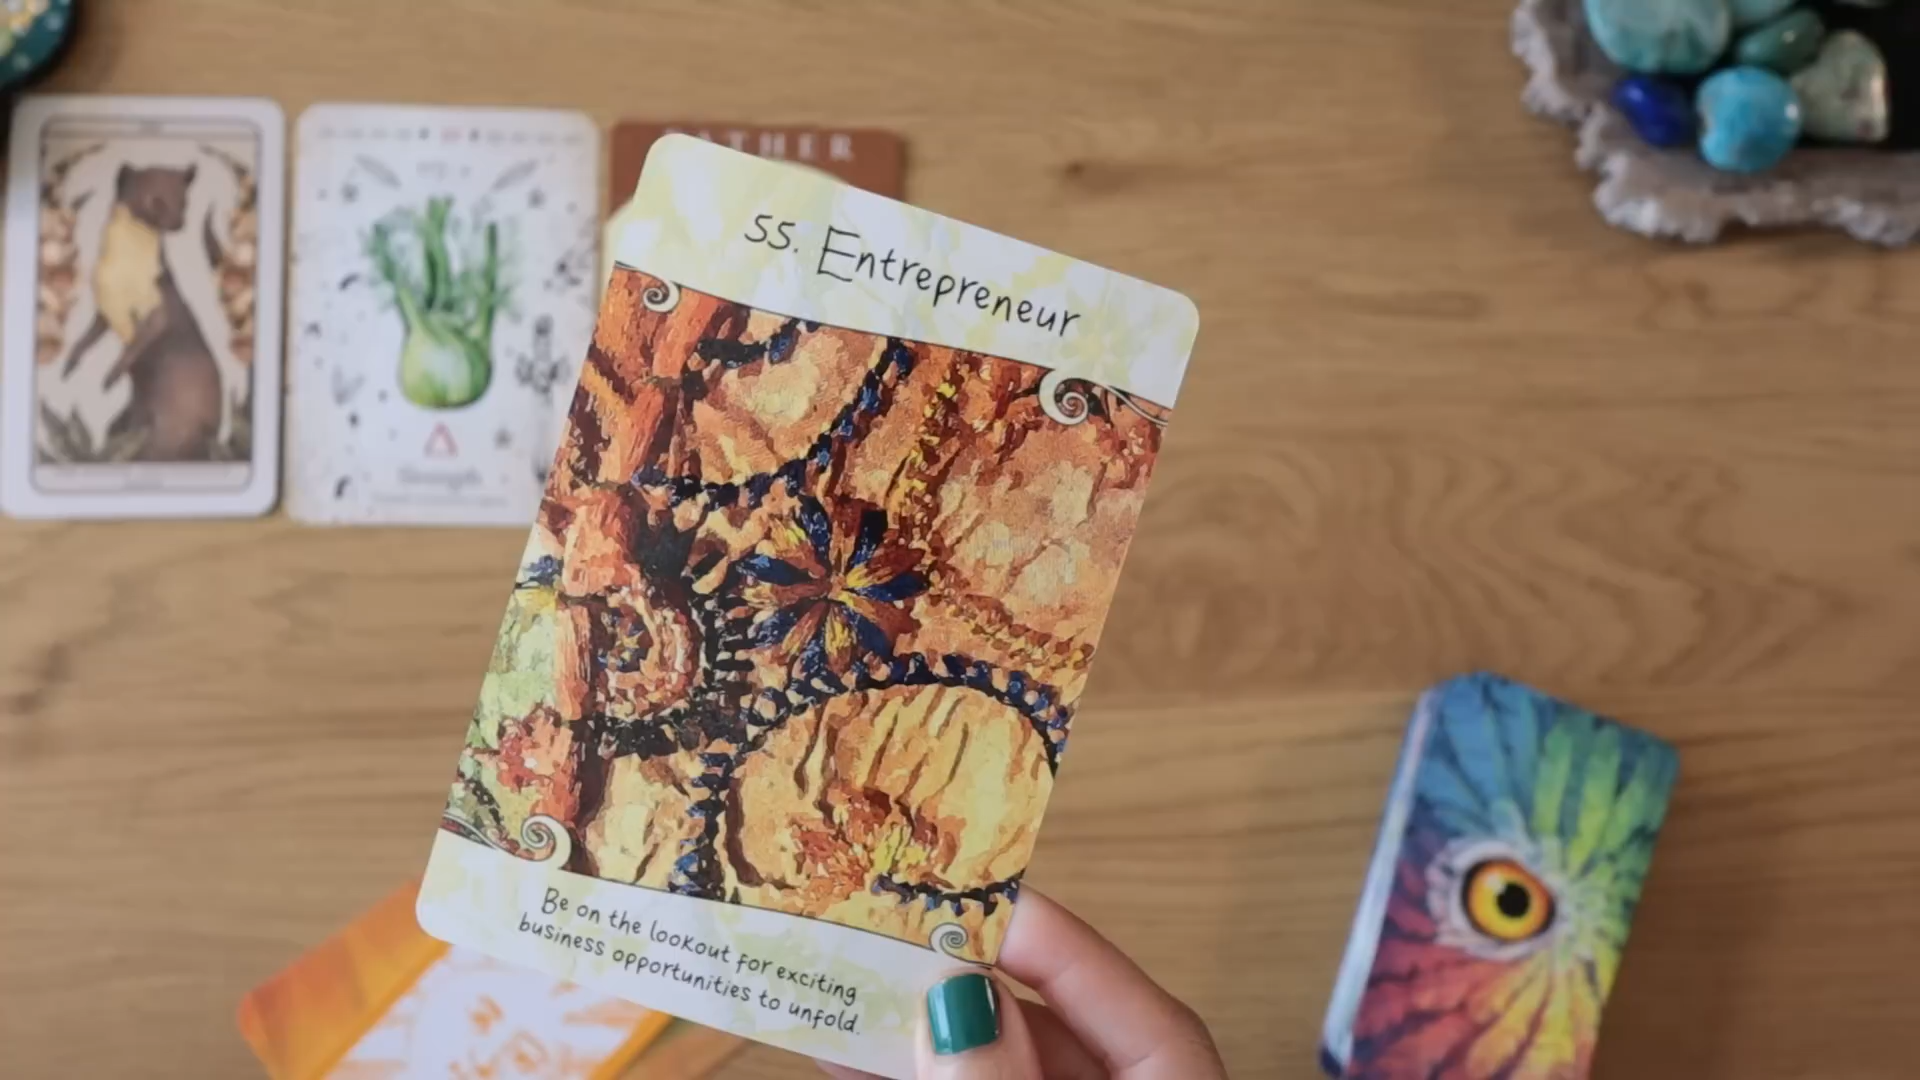 55. Entrepreneur
Be on the lookout for exciting
business opportunities to unfold.